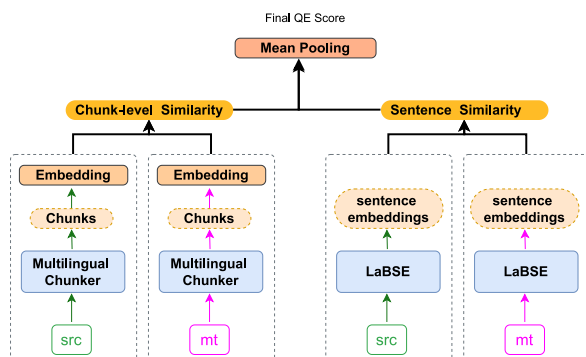 Final QE Score
Mean Pooling
Chunk-level Similarity
Sentence Similarity
Embedding
Embedding
Chunks
Chunks
sentence
embeddings
sentence
embeddings
Multilingual
Chunker
Multilingual
Chunker
LaBSE
LaBSE
src
mt
src
mt